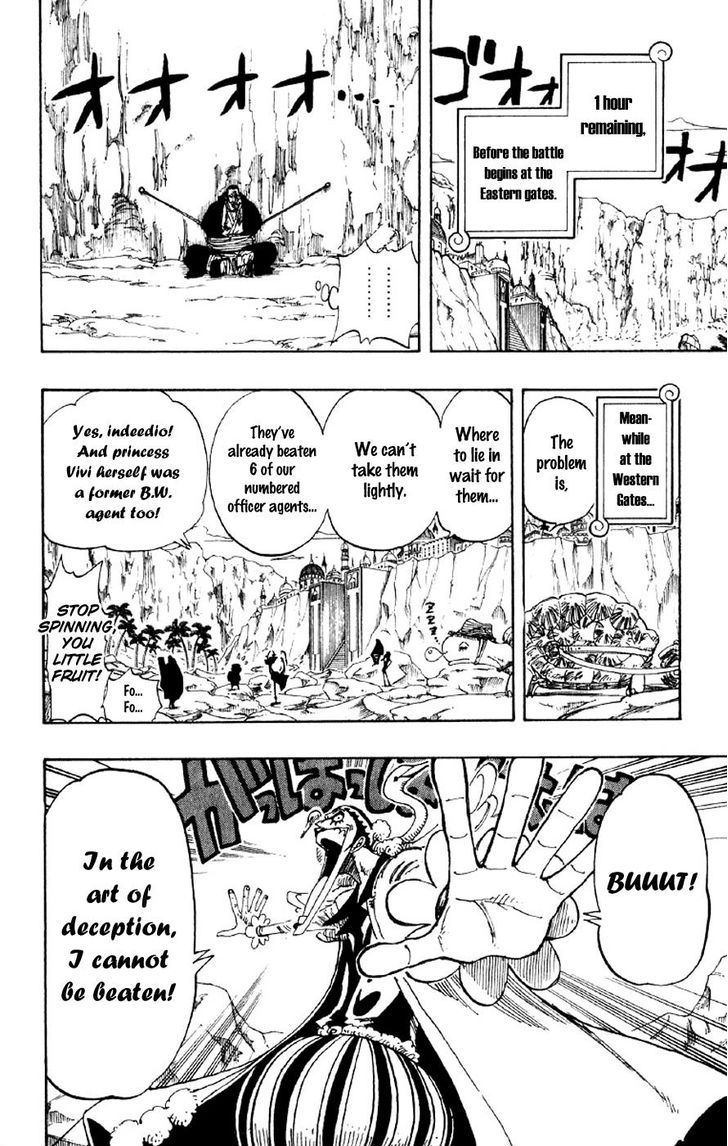 ゴオオ
1 hour
remaining,
Before the battle
begins at the
Eastern gates.
オオ
オオオオ...
......
Mean-
while
at the
Western
Gates...
The
problem
is,
Where
to lie in
wait for
them...
We can't
take them
lightly.
They've
already beaten
6 of our
numbered
officer agents...
Yes, indeedio!
And princess
Vivi herself was
a former B.W.
agent too!
STOP
SPINNING,
YOU
LITTLE
FRUIT!
Fo...
Fo...
BUUUT!
In the
art of
deception,
I cannot
be beaten!